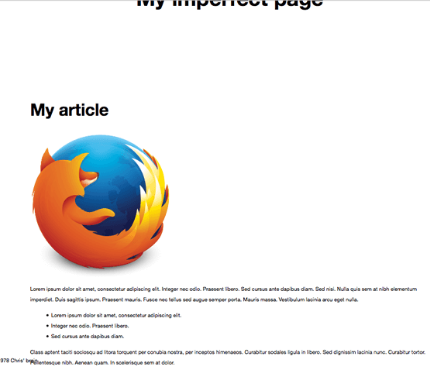 My imperfect page
My article
Lorem ipsum dolor sit amet, consectetur adipiscing elit. Integer nec odio. Praesent libero. Sed cursus ante dapibus diam. Sed nisi. Nulla quis sem at nibh elementum
imperdiet. Duis sagittis ipsum. Praesent mauris. Fusce nec tellus sed augue semper porta. Mauris massa. Vestibulum lacinia arcu eget nulla.
• Lorem ipsum dolor sit amet, consectetur adipiscing elit.
• Integer nec odio. Praesent libero.
• Sed cursus ante dapibus diam.
Class aptent taciti sociosqu ad litora torquent per conubia nostra, per inceptos himenaeos. Curabitur sodales ligula in libero. Sed dignissim lacinia nunc. Curabitur tortor.
978 Chris'
Pellentesque nibh. Aenean quam. In scelerisque sem at dolor.